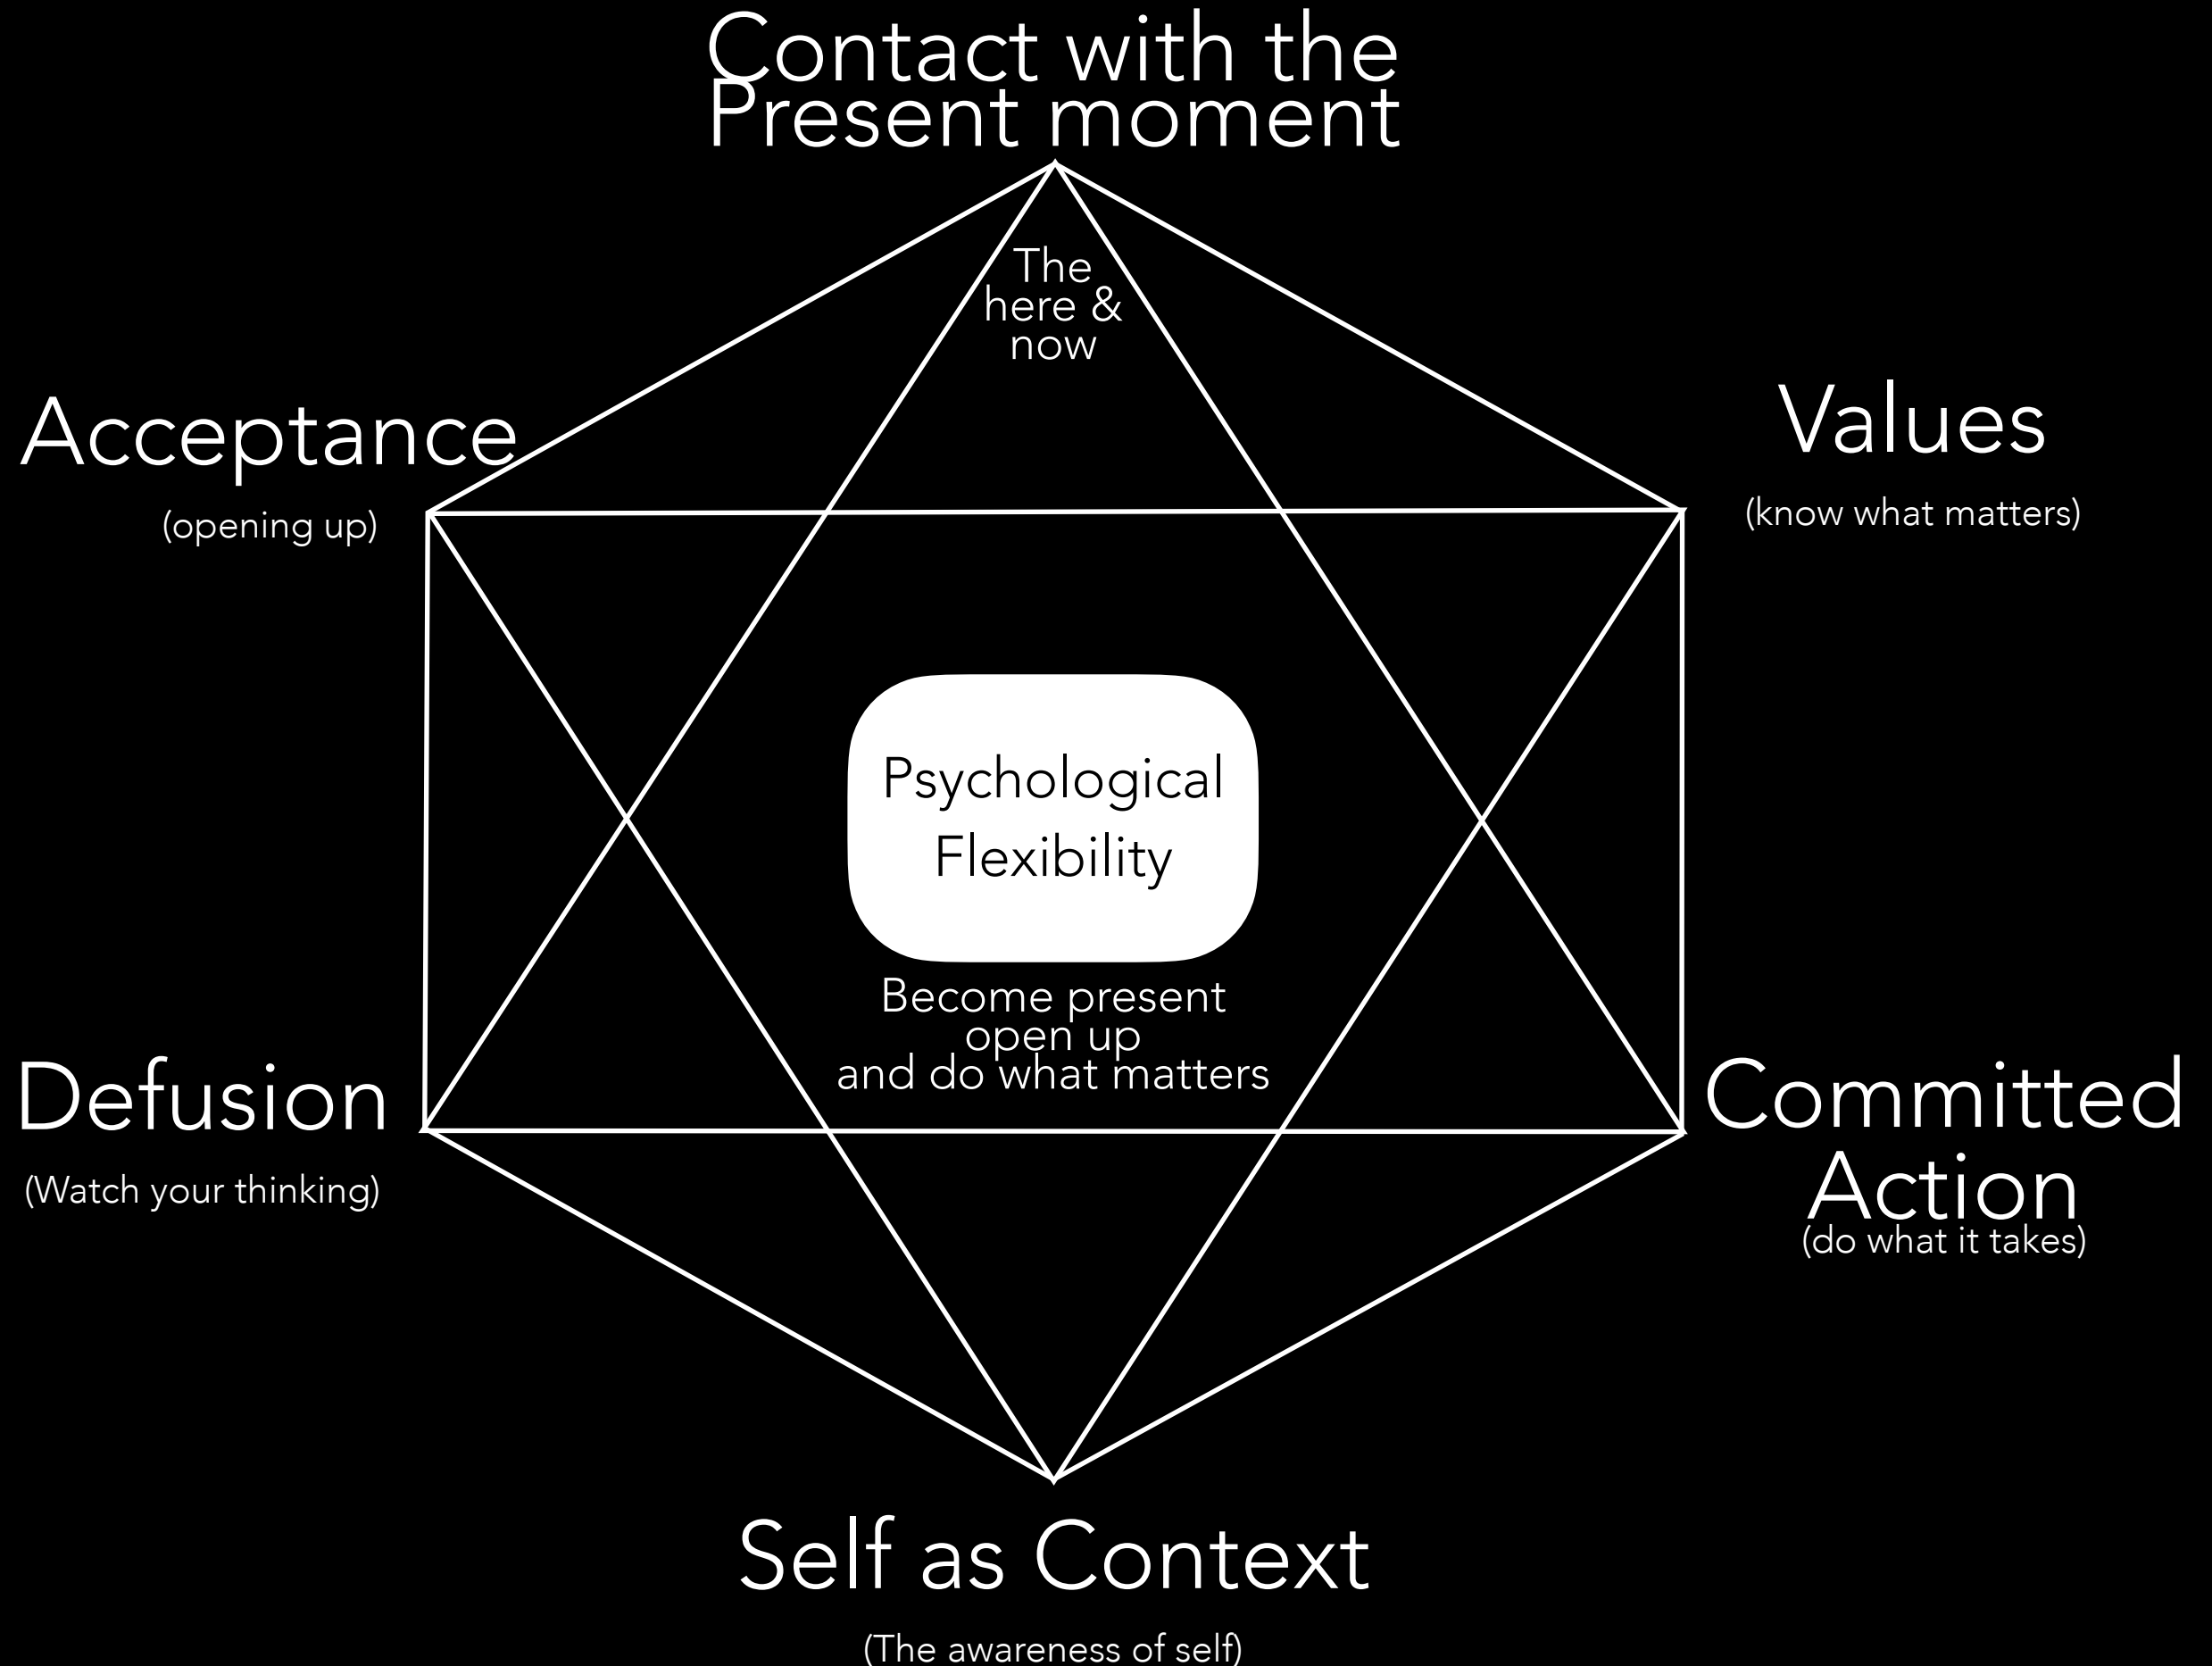 Contact with the
Present moment
The
here &
now
Acceptance
(opening up)
Values
(know what matters)
Psychological
Flexibility
Become present
open up
and do what matters
Defusion
(Watch your thinking)
Committed
Action
(do what it takes)
Self as Context
(The awareness of self)